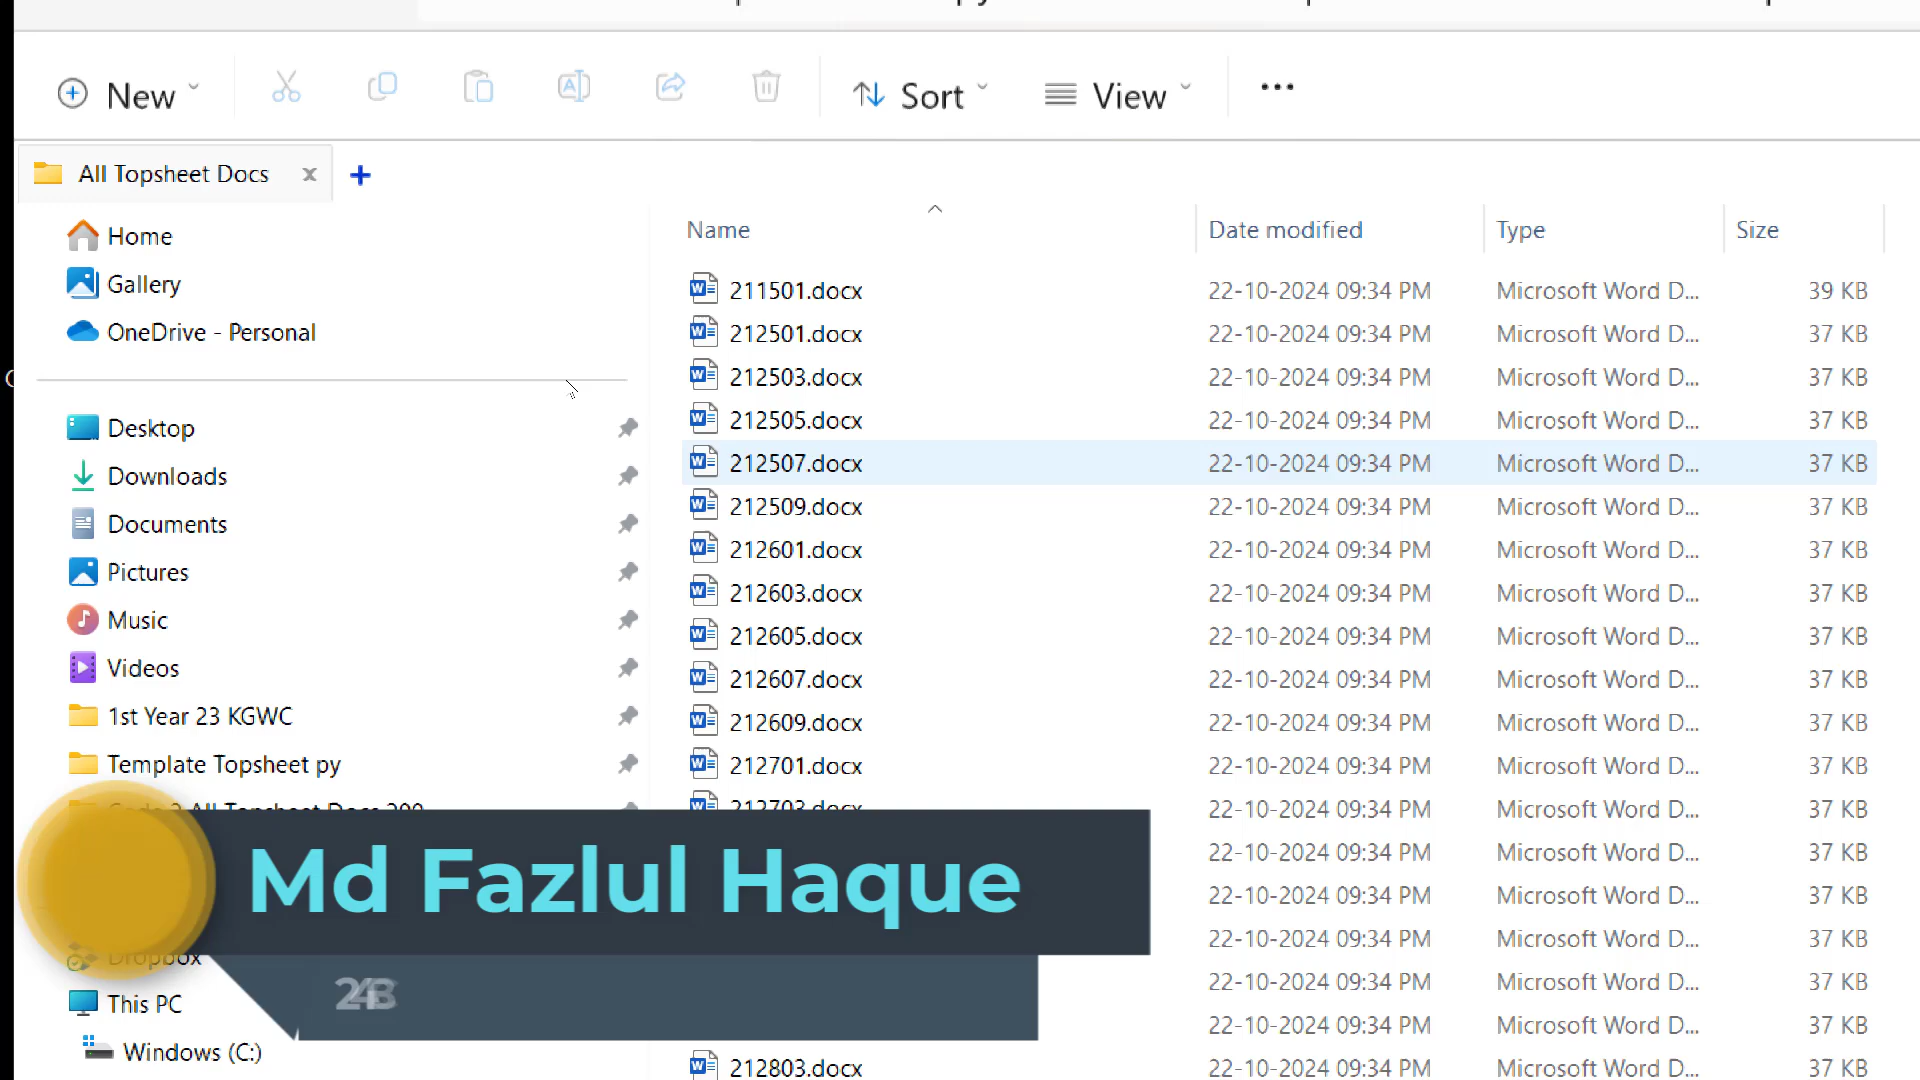 New
Sort
View
All Topsheet Docs
Home
Gallery
OneDrive - Personal
Desktop
Downloads
Documents
Pictures
Music
Videos
1st Year 23 KGWC
Template Topsheet py
Name Date modified Type Size
211501.docx 22-10-2024 09:34 PM Microsoft Word D... 39 KB
212501.docx 22-10-2024 09:34 PM Microsoft Word D... 37 KB
212503.docx 22-10-2024 09:34 PM Microsoft Word D... 37 KB
212505.docx 22-10-2024 09:34 PM Microsoft Word D... 37 KB
212507.docx 22-10-2024 09:34 PM Microsoft Word D... 37 KB
212509.docx 22-10-2024 09:34 PM Microsoft Word D... 37 KB
212601.docx 22-10-2024 09:34 PM Microsoft Word D... 37 KB
212603.docx 22-10-2024 09:34 PM Microsoft Word D... 37 KB
212605.docx 22-10-2024 09:34 PM Microsoft Word D... 37 KB
212607.docx 22-10-2024 09:34 PM Microsoft Word D... 37 KB
212609.docx 22-10-2024 09:34 PM Microsoft Word D... 37 KB
212701.docx 22-10-2024 09:34 PM Microsoft Word D... 37 KB
212703.docx 22-10-2024 09:34 PM Microsoft Word D... 37 KB
22-10-2024 09:34 PM Microsoft Word D... 37 KB
22-10-2024 09:34 PM Microsoft Word D... 37 KB
22-10-2024 09:34 PM Microsoft Word D... 37 KB
22-10-2024 09:34 PM Microsoft Word D... 37 KB
22-10-2024 09:34 PM Microsoft Word D... 37 KB
212803.docx 22-10-2024 09:34 PM Microsoft Word D... 37 KB
Md Fazlul Haque
Dropbox
This PC
Windows (C:)